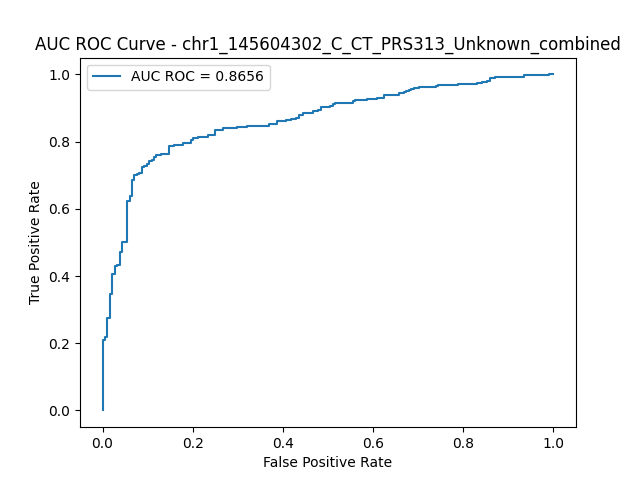 AUC ROC Curve - chr1_145604302_C_CT_PRS313_Unknown_combined
AUC ROC = 0.8656
True Positive Rate
1.0
0.8
0.6
0.4
0.2
0.0
0.0 0.2 0.4 0.6 0.8 1.0
False Positive Rate